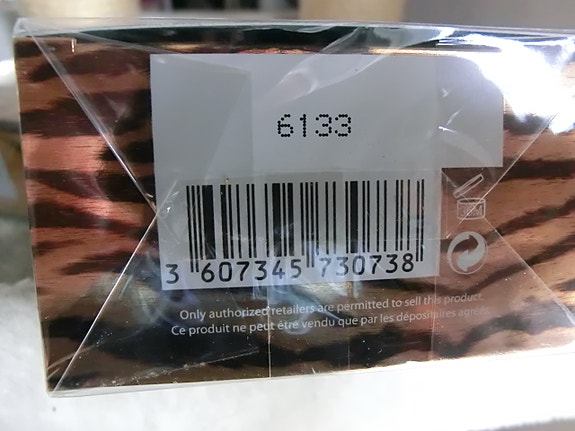 6133
3 607345 730738
Only authorized retailers are permitted to sell this product.
Ce produit ne peut être vendu que par les dépositaires